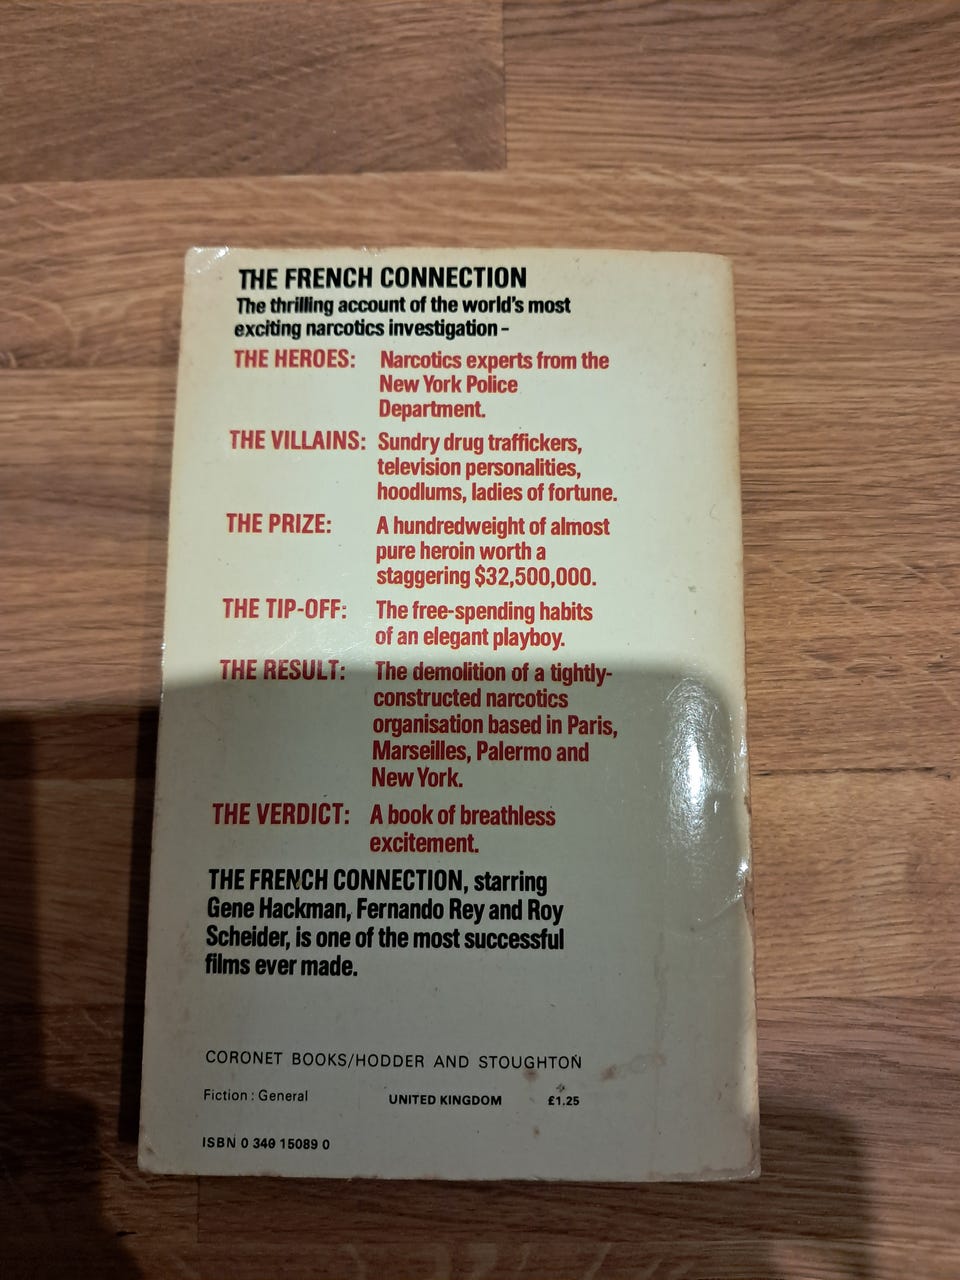 THE FRENCH CONNECTION
The thrilling account of the world's most
exciting narcotics investigation –
THE HEROES: Narcotics experts from the
New York Police
Department.
THE VILLAINS: Sundry drug traffickers,
television personalities,
hoodlums, ladies of fortune.
THE PRIZE: A hundredweight of almost
pure heroin worth a
staggering $32,500,000.
THE TIP-OFF: The free-spending habits
of an elegant playboy.
THE RESULT: The demolition of a tightly-
constructed narcotics
organisation based in Paris,
Marseilles, Palermo and
New York.
THE VERDICT: A book of breathless
excitement.
THE FRENCH CONNECTION, starring
Gene Hackman, Fernando Rey and Roy
Scheider, is one of the most successful
films ever made.
CORONET BOOKS/HODDER AND STOUGHTON
Fiction : General UNITED KINGDOM £1.25
ISBN 0 340 15089 0